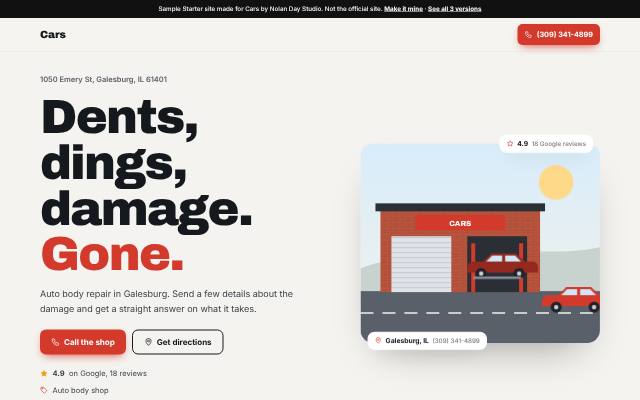 Sample Starter site made for Cars by Nolan Day Studio. Not the official site. Make it mine · See all 3 versions
Cars
(309) 341-4899
1050 Emery St, Galesburg, IL 61401
Dents,
dings,
damage.
Gone.
Auto body repair in Galesburg. Send a few details about the
damage and get a straight answer on what it takes.
Call the shop
Get directions
4.9 on Google, 18 reviews
Auto body shop
4.9 18 Google reviews
CARS
Galesburg, IL (309) 341-4899